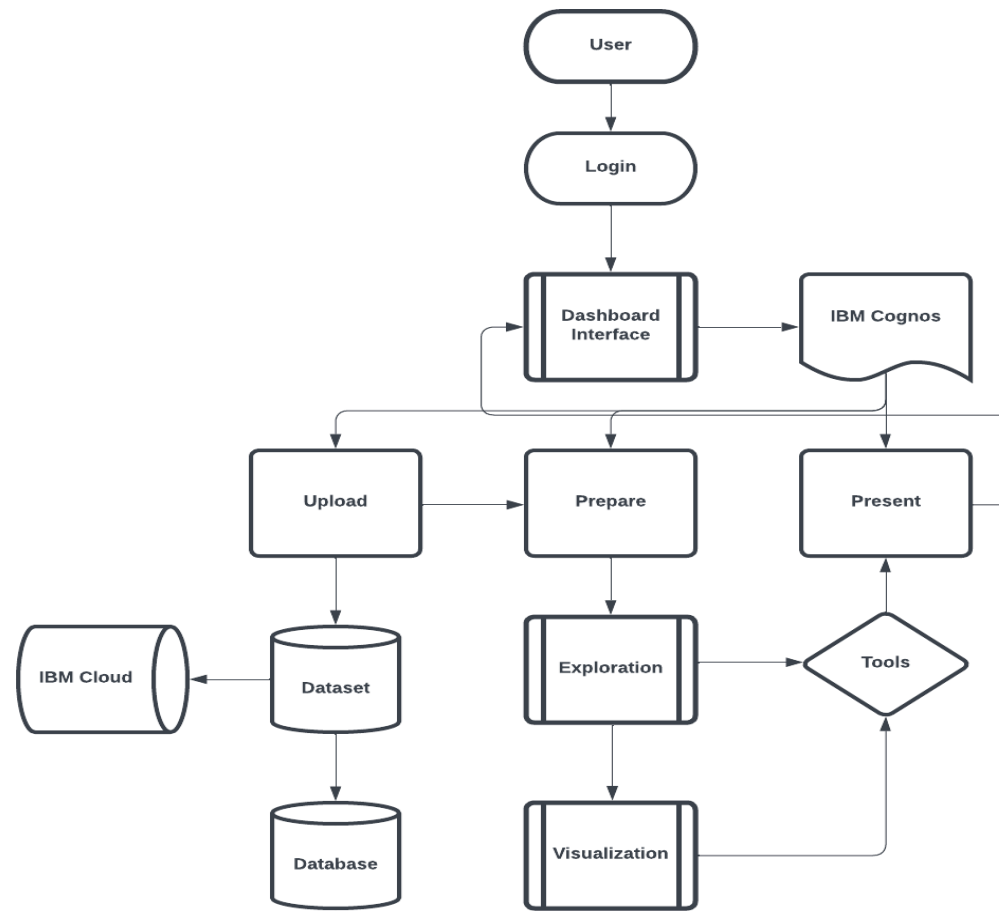 User
Login
Dashboard
Interface
IBM Cognos
Upload
Prepare
Present
IBM Cloud
Dataset
Exploration
Tools
Database
Visualization